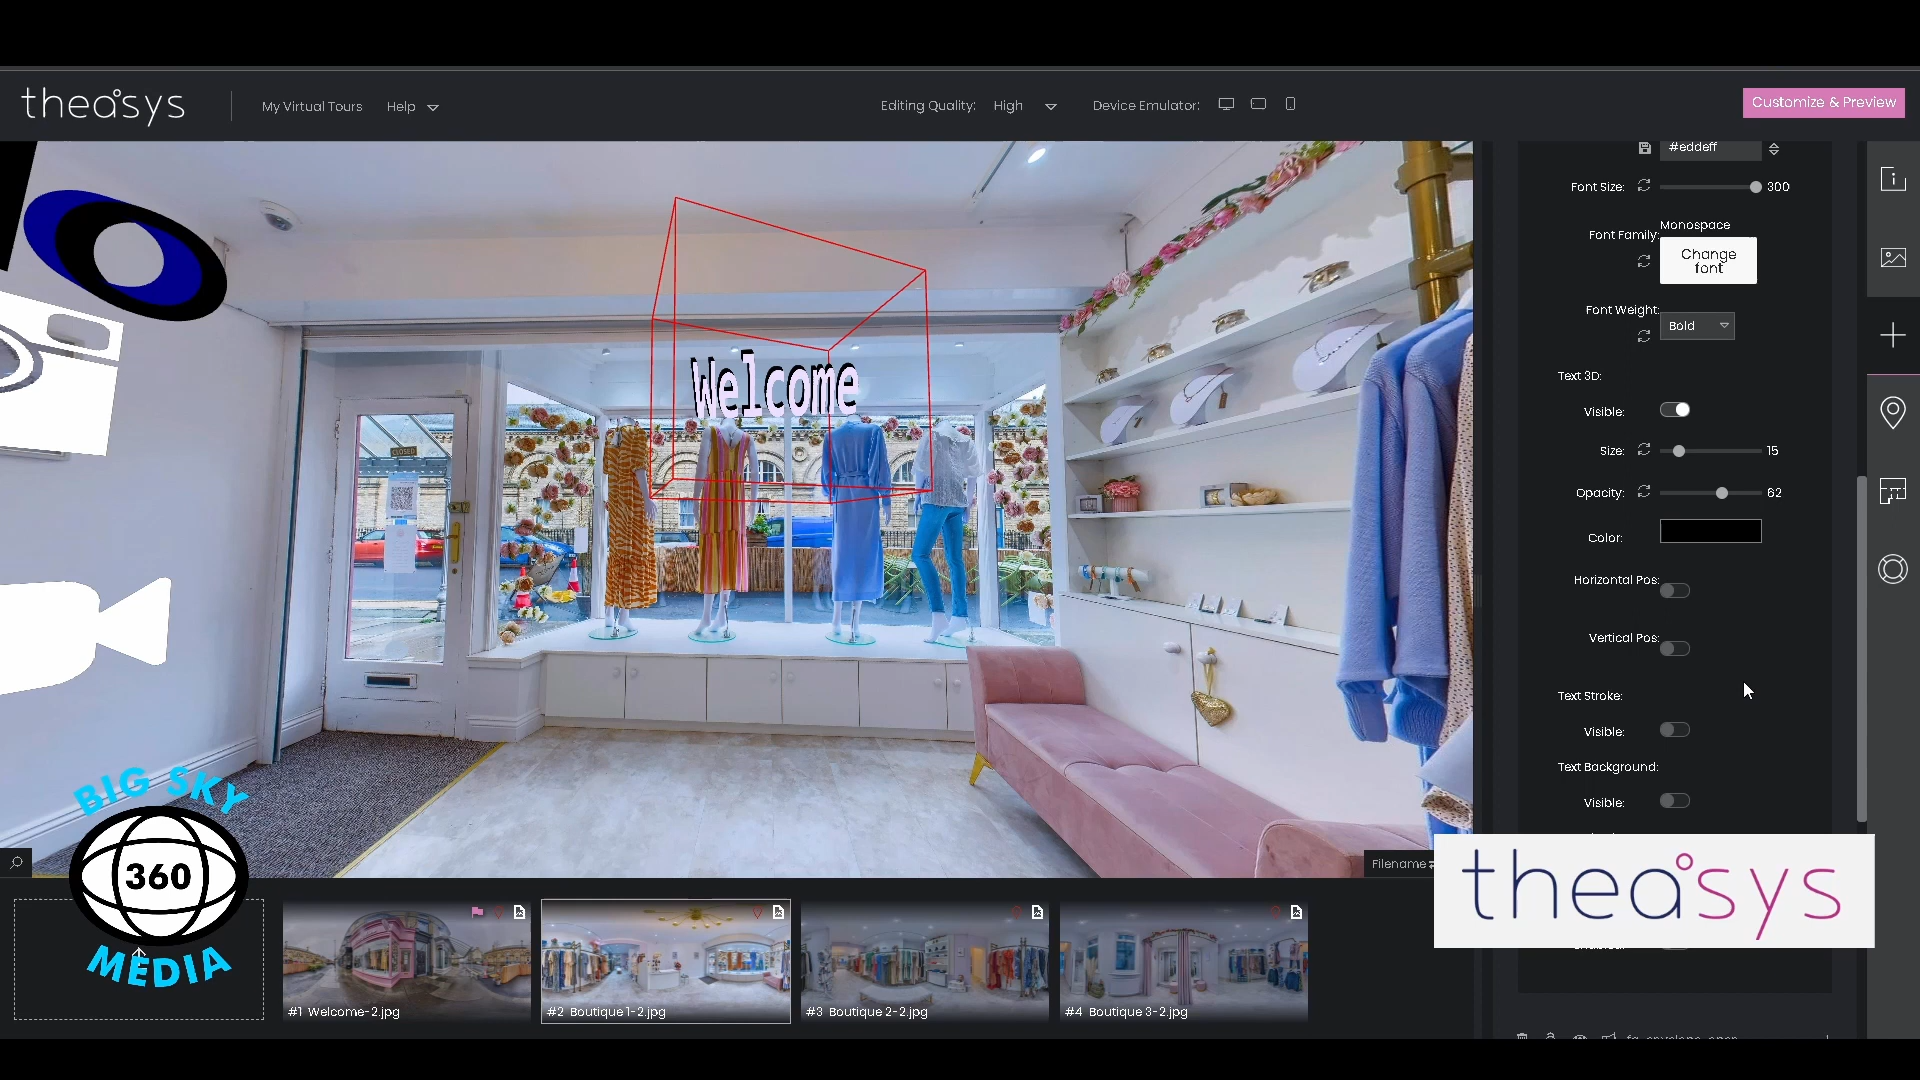 theasys
My Virtual Tours
Help
Editing Quality:
High
Device Emulator:
Customize & Preview
#eddeff
Font Size:
300
Font Family:
Monospace
Change
font
Font Weight:
Bold
Text 3D:
Visible:
Size:
15
Opacity:
62
Color:
Horizontal Pos:
Vertical Pos:
Text Stroke:
Visible:
Text Background:
Visible:
Welcome
CLOSED
Filename
BIG SKY
360
MEDIA
theasys
#1 Welcome-2.jpg
#2 Boutique 1-2.jpg
#3 Boutique 2-2.jpg
#4 Boutique 3-2.jpg